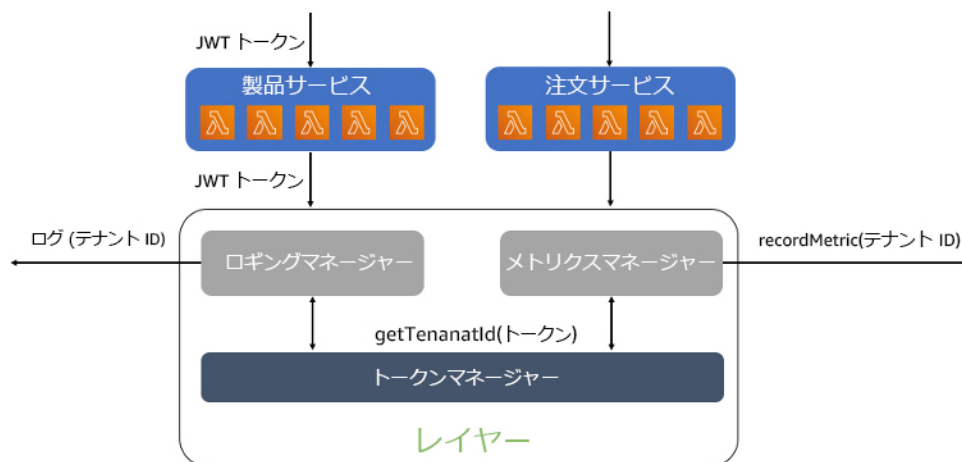 JWT トークン
製品サービス
注文サービス
JWT トークン
ログ (テナント ID)
recordMetric(テナント ID)
ロギングマネージャー
メトリクスマネージャー
getTenanatId(トークン)
トークンマネージャー
レイヤー